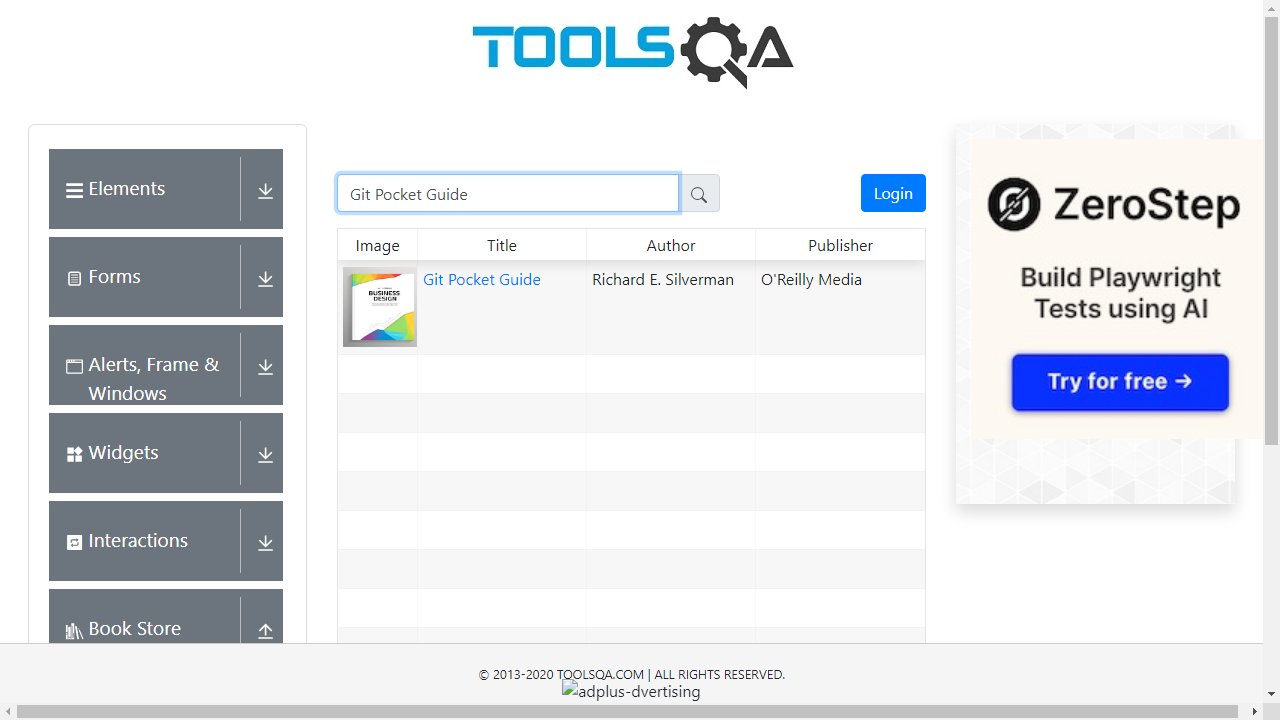 TOOLSQA
Elements
Forms
Alerts, Frame &
Windows
Widgets
Interactions
Book Store
Git Pocket Guide
Login
Image Title Author Publisher
BUSINESS
DESIGN
Git Pocket Guide Richard E. Silverman O'Reilly Media
ZeroStep
Build Playwright
Tests using AI
Try for free →
© 2013-2020 TOOLSQA.COM | ALL RIGHTS RESERVED.
adplus-dvertising